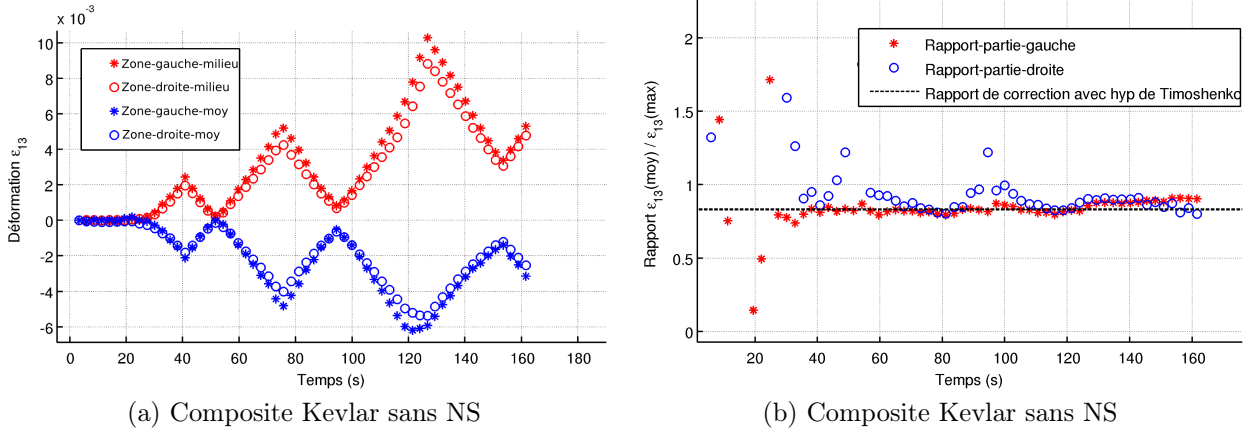 x 10⁻³
10
8
6
4
2
0
-2
-4
-6
Déformation ε₁₃
Zone-gauche-milieu
Zone-droite-milieu
Zone-gauche-moy
Zone-droite-moy
0 20 40 60 80 100 120 140 160 180
Temps (s)
(a) Composite Kevlar sans NS
2
1.5
1
0.5
0
Rapport ε₁₃(moy) / ε₁₃(max)
Rapport-partie-gauche
Rapport-partie-droite
Rapport de correction avec hyp de Timoshenko
20 40 60 80 100 120 140 160
Temps (s)
(b) Composite Kevlar sans NS